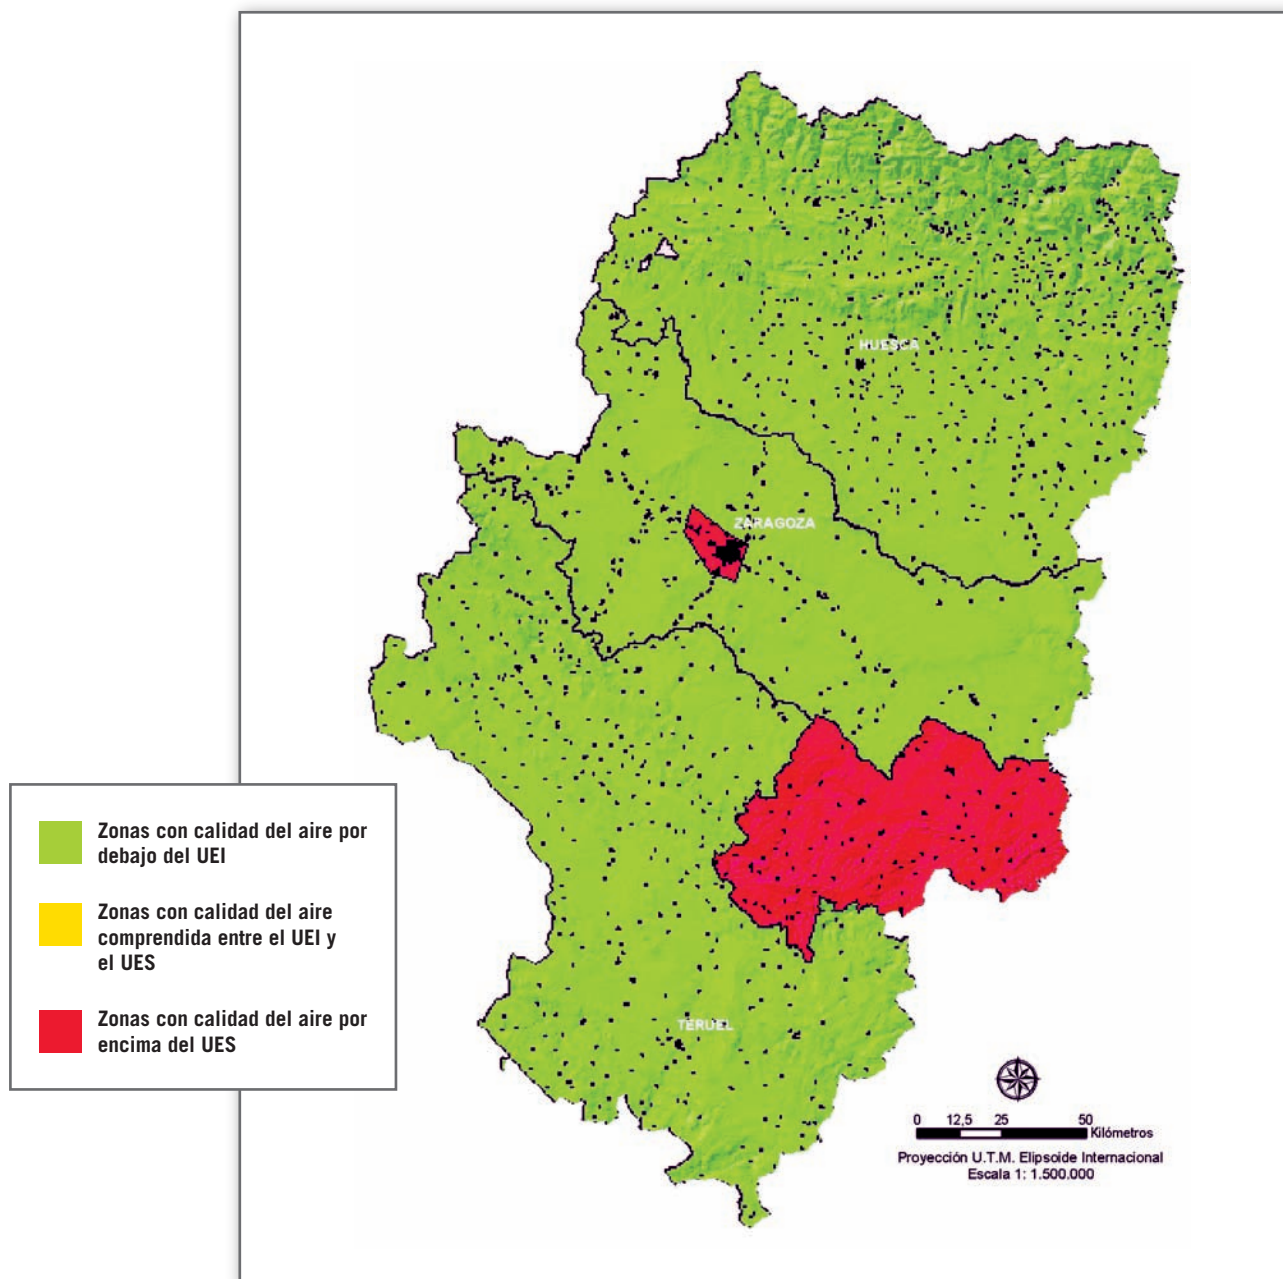 HUESCA
ZARAGOZA
TERUEL
Zonas con calidad del aire por
debajo del UEI
Zonas con calidad del aire
comprendida entre el UEI y
el UES
Zonas con calidad del aire por
encima del UES
0 12,5 25 50
Kilómetros
Proyección U.T.M. Elipsoide Internacional
Escala 1: 1.500.000